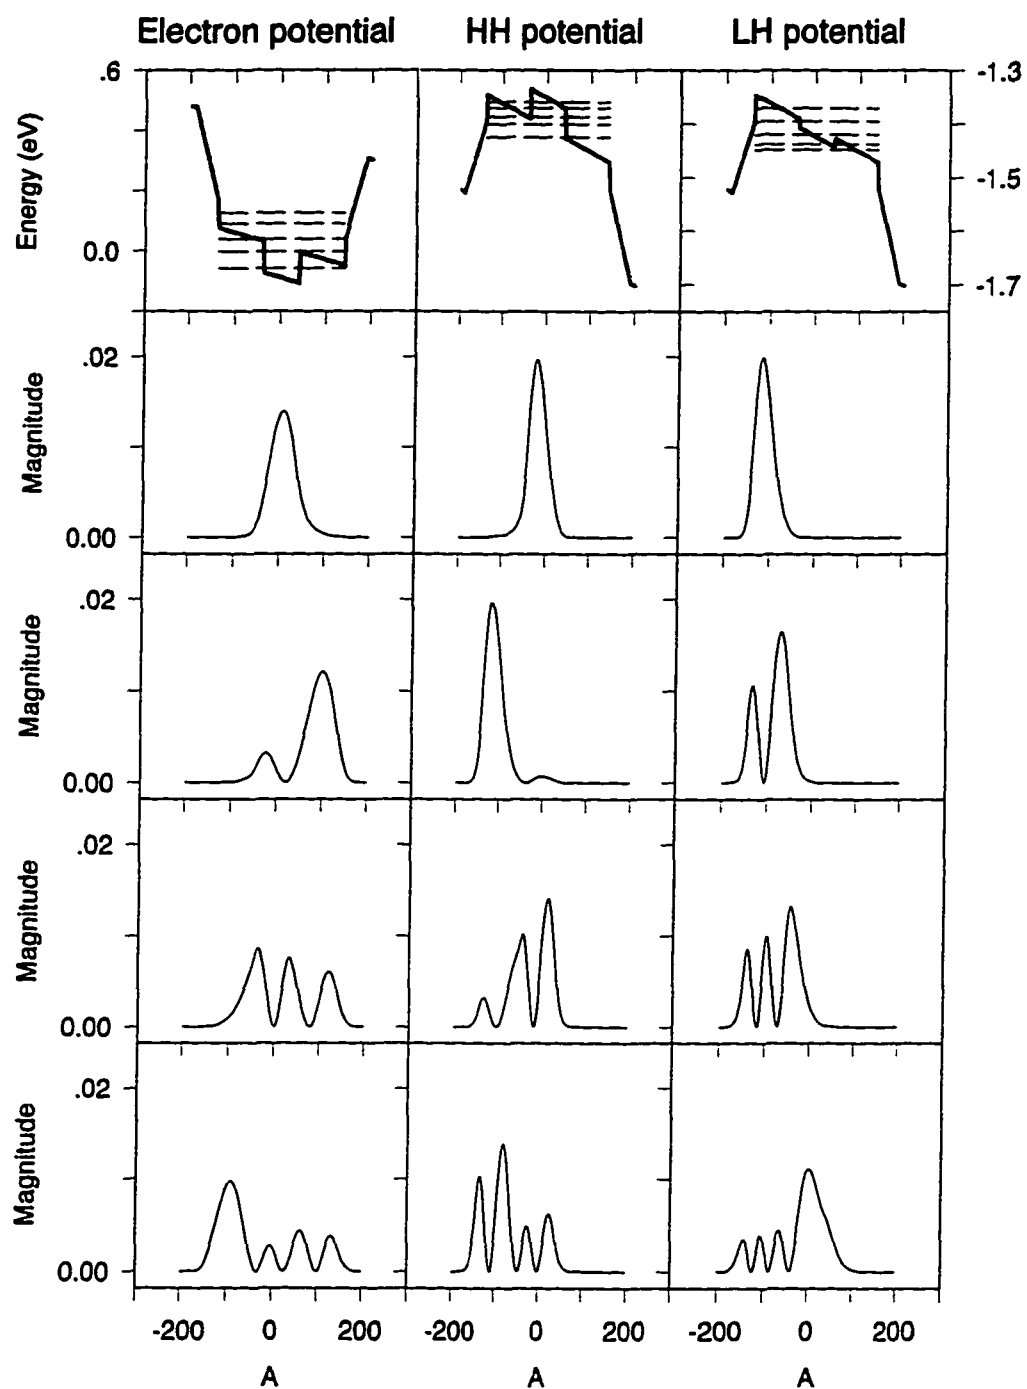 Electron potential HH potential LH potential
.6 -1.3
Energy (eV)
-1.5
0.0
-1.7
.02
Magnitude
0.00
.02
Magnitude
0.00
.02
Magnitude
0.00
.02
Magnitude
0.00
-200 0 200 -200 0 200 -200 0 200
A A A